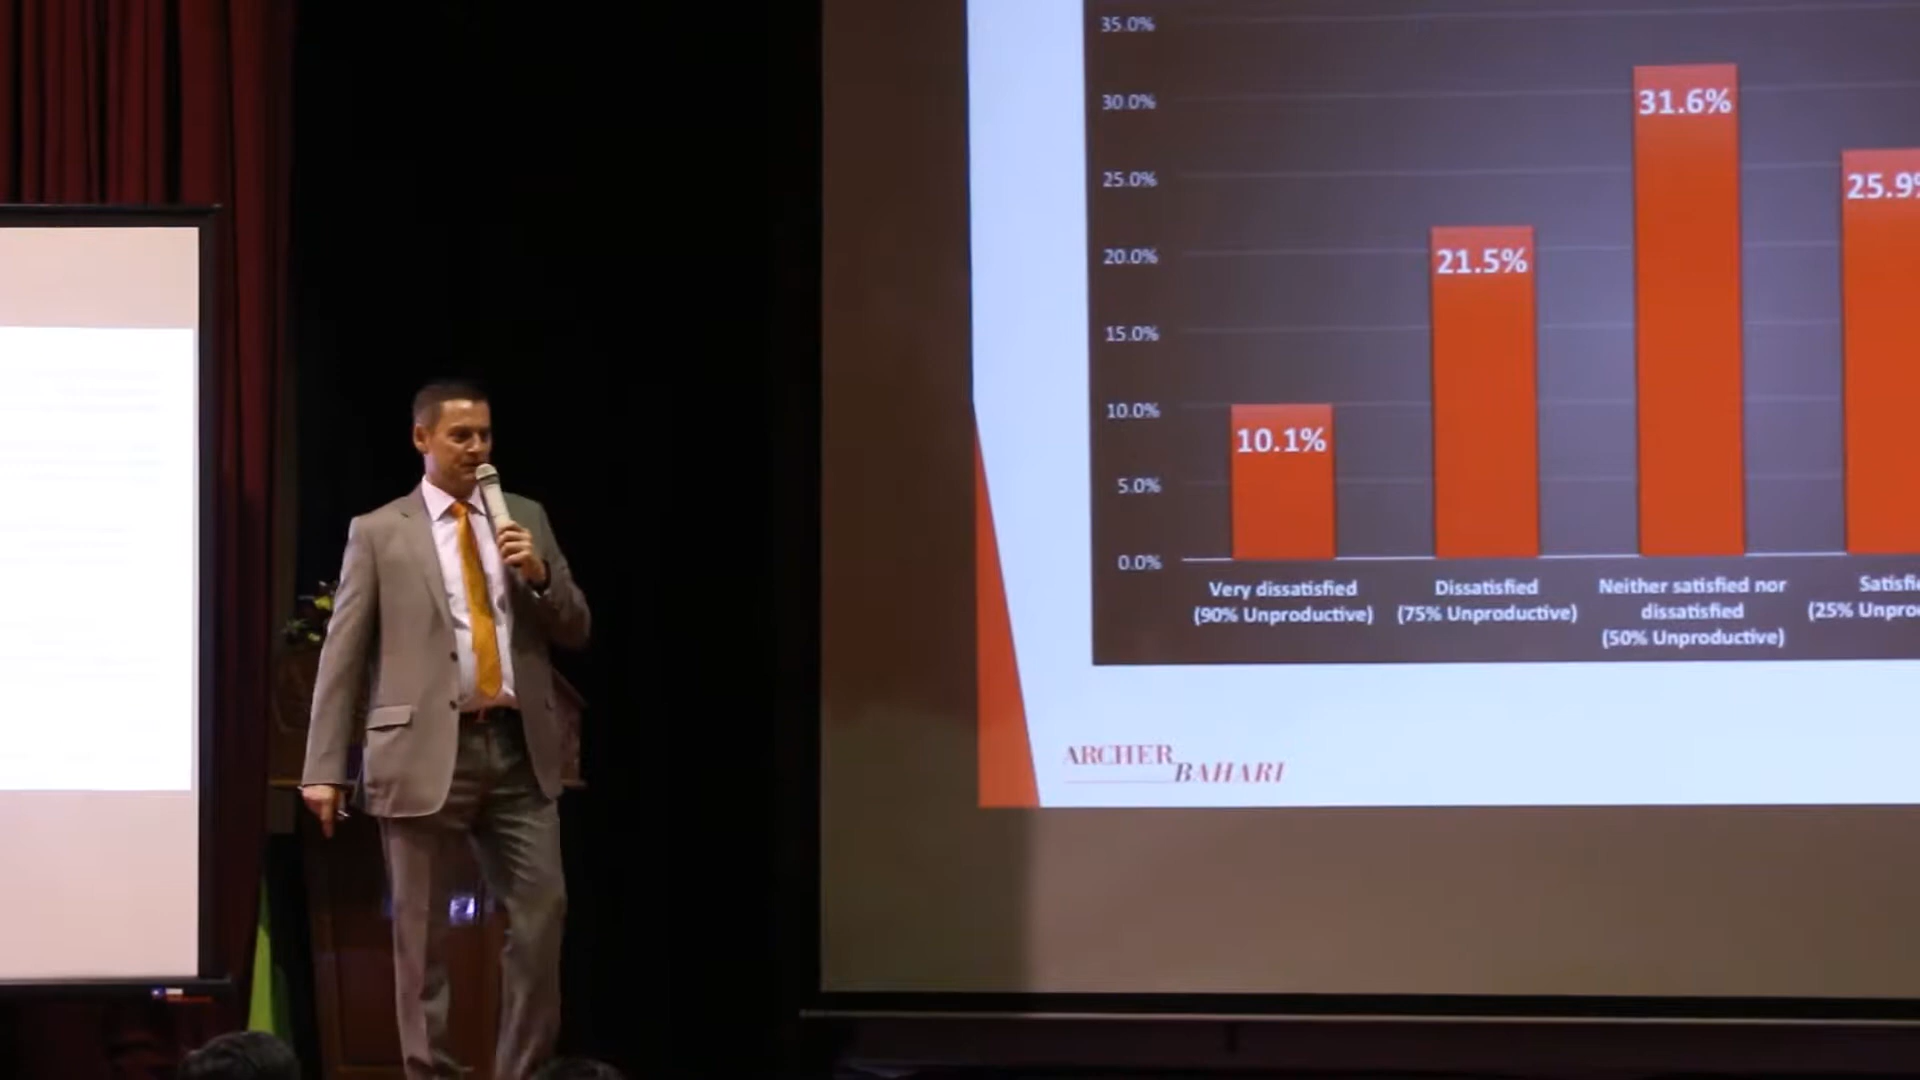 35.0%
30.0%
25.0%
20.0%
15.0%
10.0%
5.0%
0.0%
10.1%
21.5%
31.6%
25.9%
Very dissatisfied
(90% Unproductive)
Dissatisfied
(75% Unproductive)
Neither satisfied nor
dissatisfied
(50% Unproductive)
Satisfie
(25% Unpro
ARCHER
BAHARI